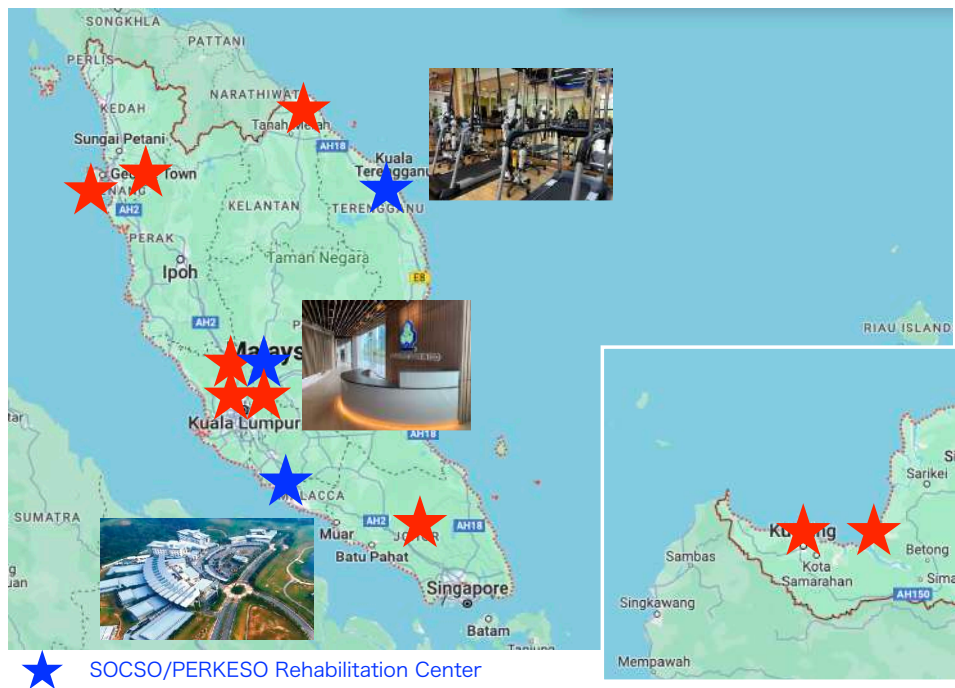 SONGKHLA
PATTANI
PERLIS
NARATHIWAT
KEDAH
Tanah Merah
Sungai Petani
AH18
Kuala
Terengganu
Town
AH2
KELANTAN
TERENGGANU
PERAK
Taman Negara
Ipoh
E8
AH2
RIAU ISLAND
Kuala Lumpur
AH18
Sarikei
SUMATRA
AH2
AH18
Muar
Batu Pahat
Kota
Samarahan
Betong
Sambas
Singapore
AH150
Singkawang
Batam
Mempawah
SOCSO/PERKESO Rehabilitation Center